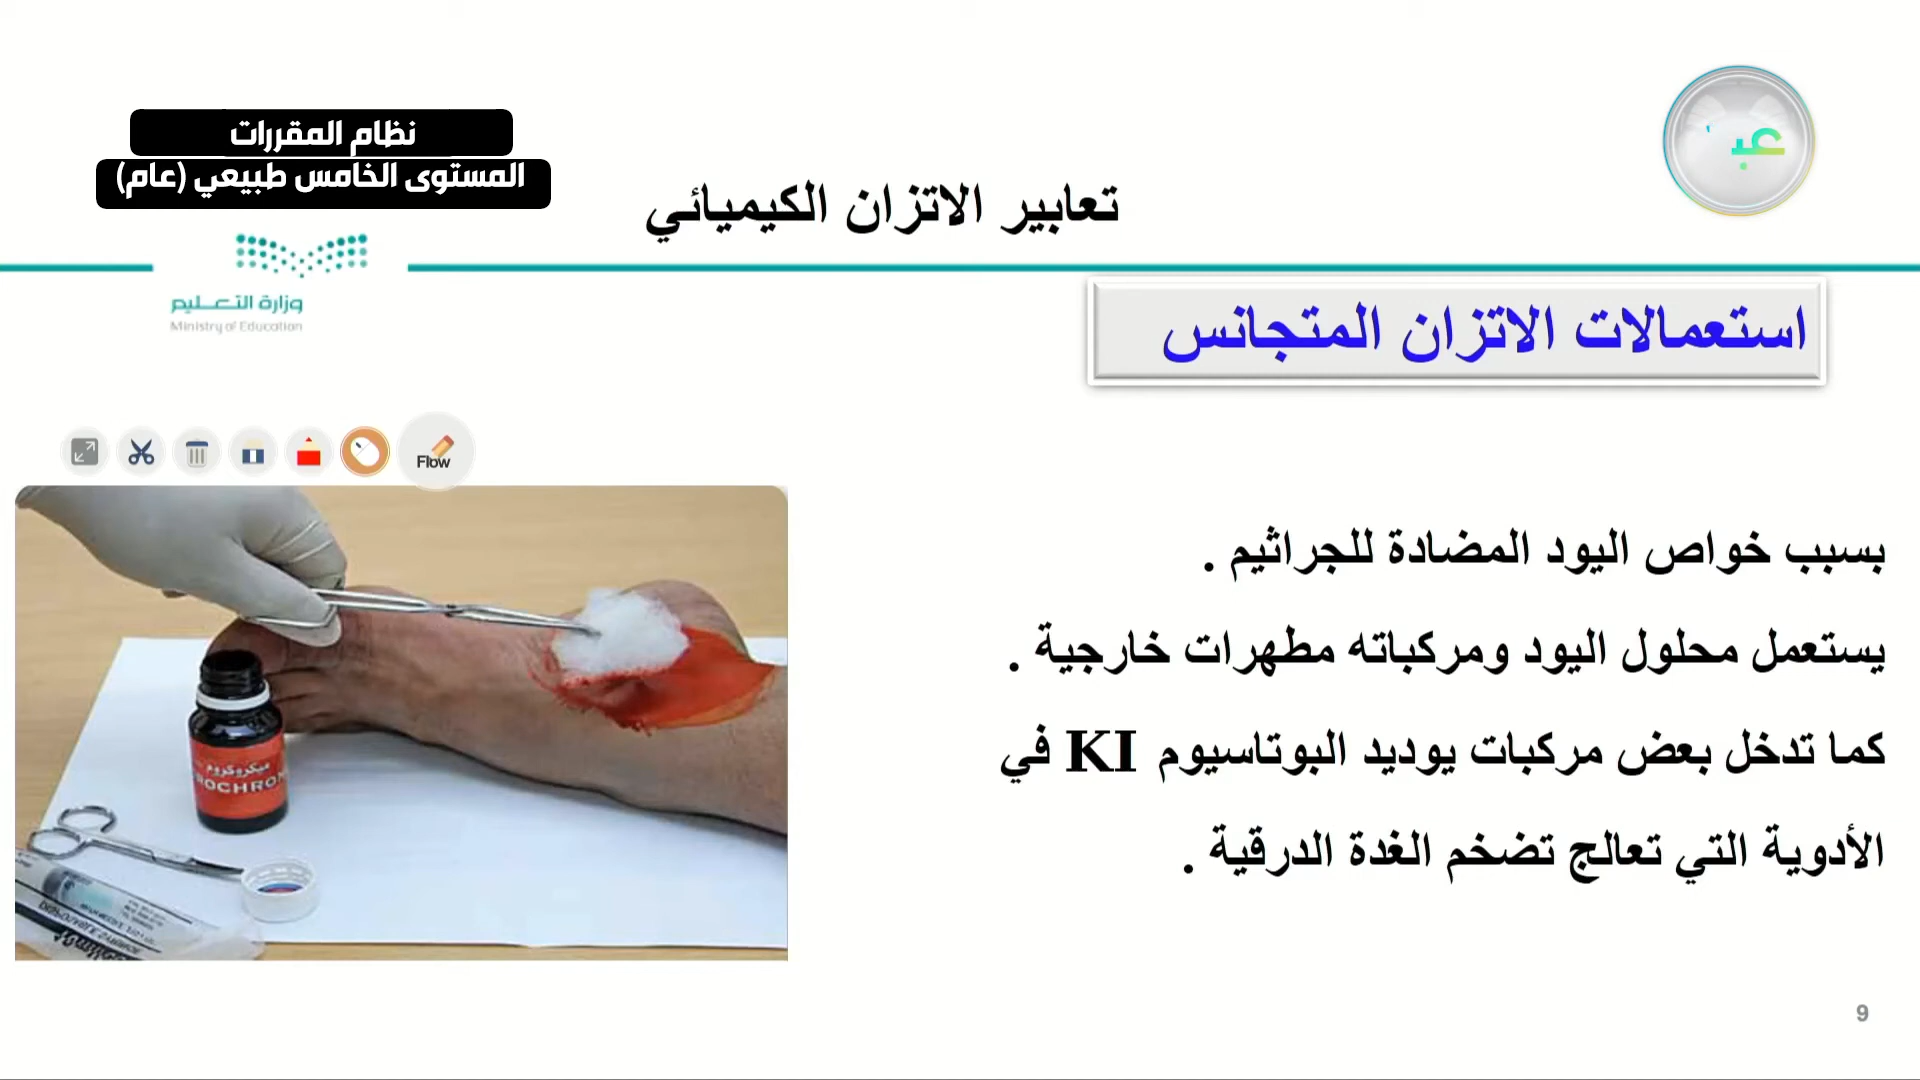 نظام المقررات
المستوى الخامس طبيعي (عام)
تعابير الاتزان الكيميائي
وزارة التعليم
Ministry of Education
استعمالات الاتزان المتجانس
Flow
بسبب خواص اليود المضادة للجراثيم .
يستعمل محلول اليود ومركباته مطهرات خارجية .
كما تدخل بعض مركبات يوديد البوتاسيوم KI في
الأدوية التي تعالج تضخم الغدة الدرقية .
ميكروكروم
9